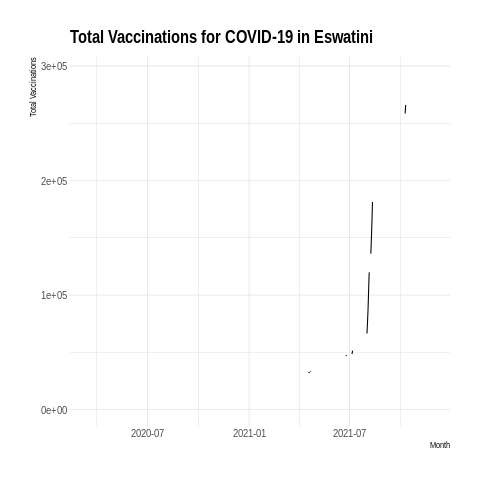 Total Vaccinations for COVID-19 in Eswatini
Total Vaccinations
3e+05
2e+05
1e+05
0e+00
2020-07 2021-01 2021-07
Month